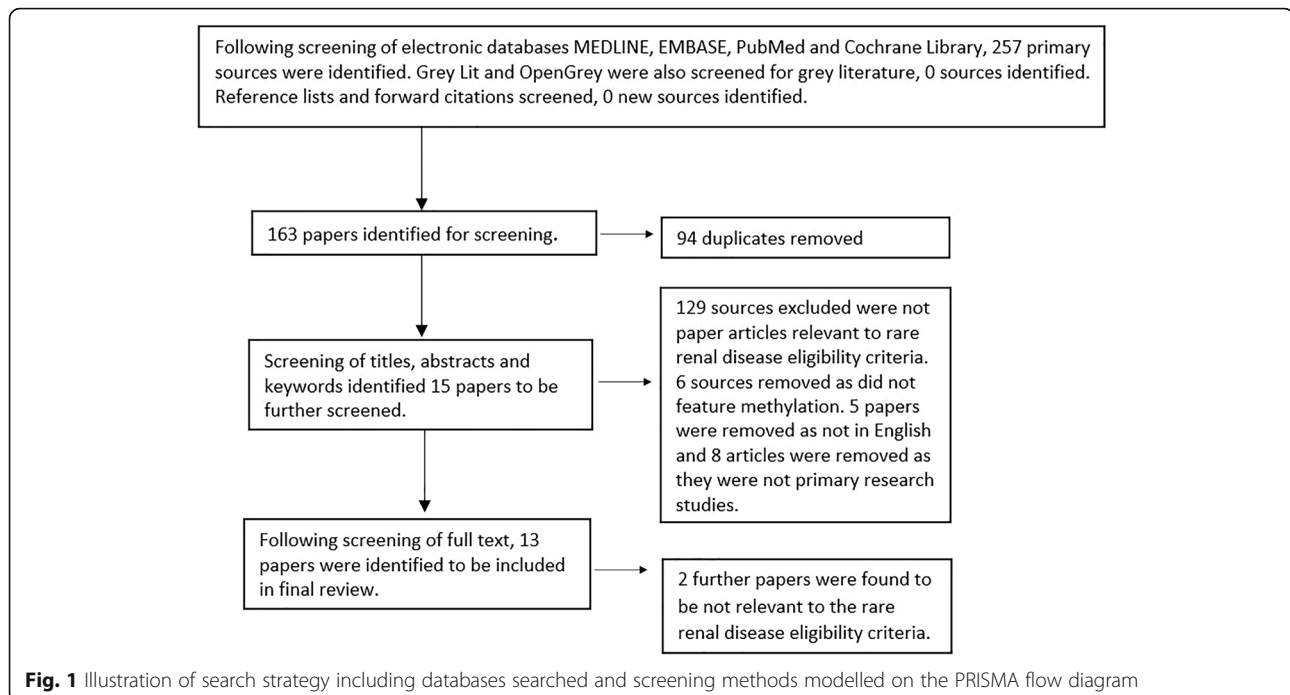 Following screening of electronic databases MEDLINE, EMBASE, PubMed and Cochrane Library, 257 primary
sources were identified. Grey Lit and OpenGrey were also screened for grey literature, 0 sources identified.
Reference lists and forward citations screened, 0 new sources identified.
163 papers identified for screening.
94 duplicates removed
Screening of titles, abstracts and
keywords identified 15 papers to be
further screened.
129 sources excluded were not
paper articles relevant to rare
renal disease eligibility criteria.
6 sources removed as did not
feature methylation. 5 papers
were removed as not in English
and 8 articles were removed as
they were not primary research
studies.
Following screening of full text, 13
papers were identified to be included
in final review.
2 further papers were found to
be not relevant to the rare
renal disease eligibility criteria.
Fig. 1 Illustration of search strategy including databases searched and screening methods modelled on the PRISMA flow diagram